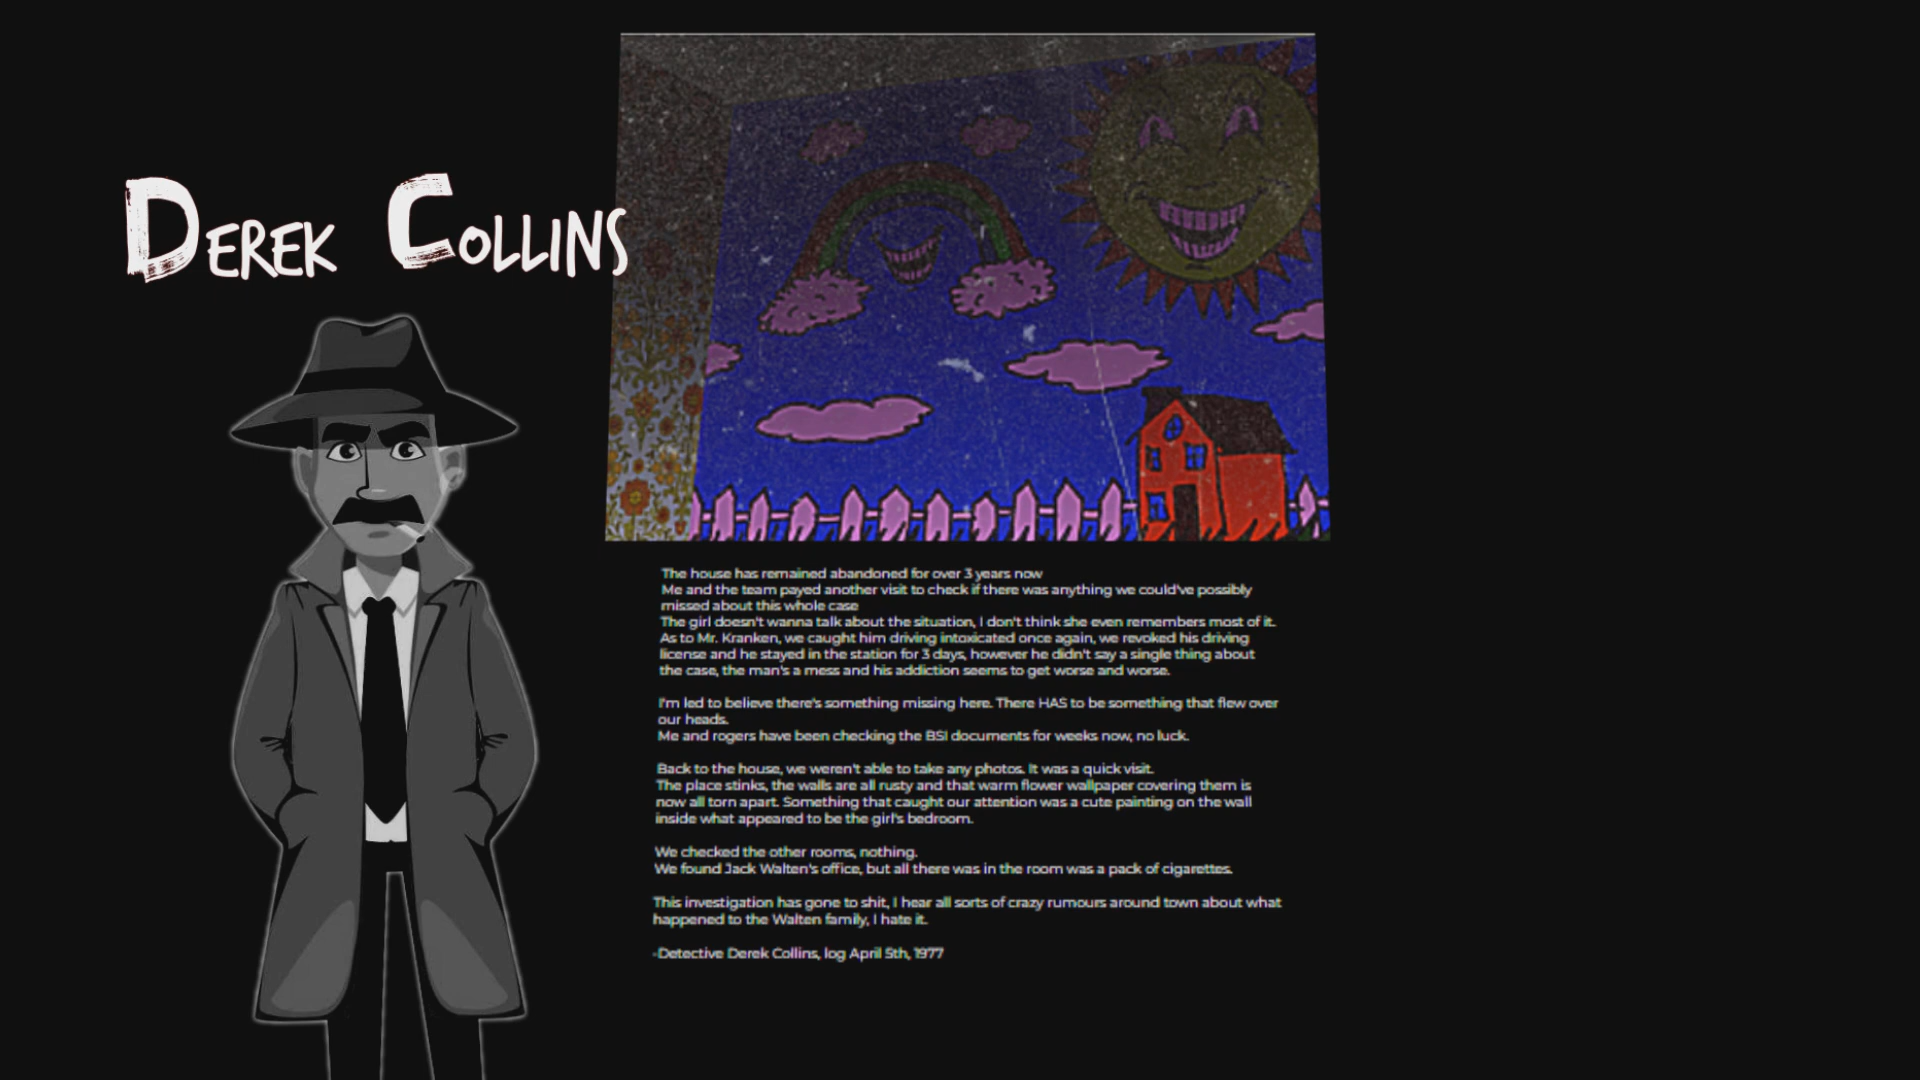 Derek Collins
The house has remained abandoned for over 3 years now
Me and the team payed another visit to check if there was anything we could've possibly
missed about this whole case
The girl doesn't wanna talk about the situation, I don't think she even remembers most of it.
As to Mr. Kranken, we caught him driving intoxicated once again, we revoked his driving
license and he stayed in the station for 3 days, however he didn't say a single thing about
the case, the man's a mess and his addiction seems to get worse and worse.
I'm led to believe there's something missing here. There HAS to be something that flew over
our heads.
Me and rogers have been checking the BSI documents for weeks now, no luck.
Back to the house, we weren't able to take any photos. It was a quick visit.
The place stinks, the walls are all rusty and that warm flower wallpaper covering them is
now all torn apart. Something that caught our attention was a cute painting on the wall
inside what appeared to be the girl's bedroom.
We checked the other rooms, nothing.
We found Jack Walten's office, but all there was in the room was a pack of cigarettes.
This investigation has gone to shit, I hear all sorts of crazy rumours around town about what
happened to the Walten family, I hate it.
-Detective Derek Collins, log April 5th, 1977